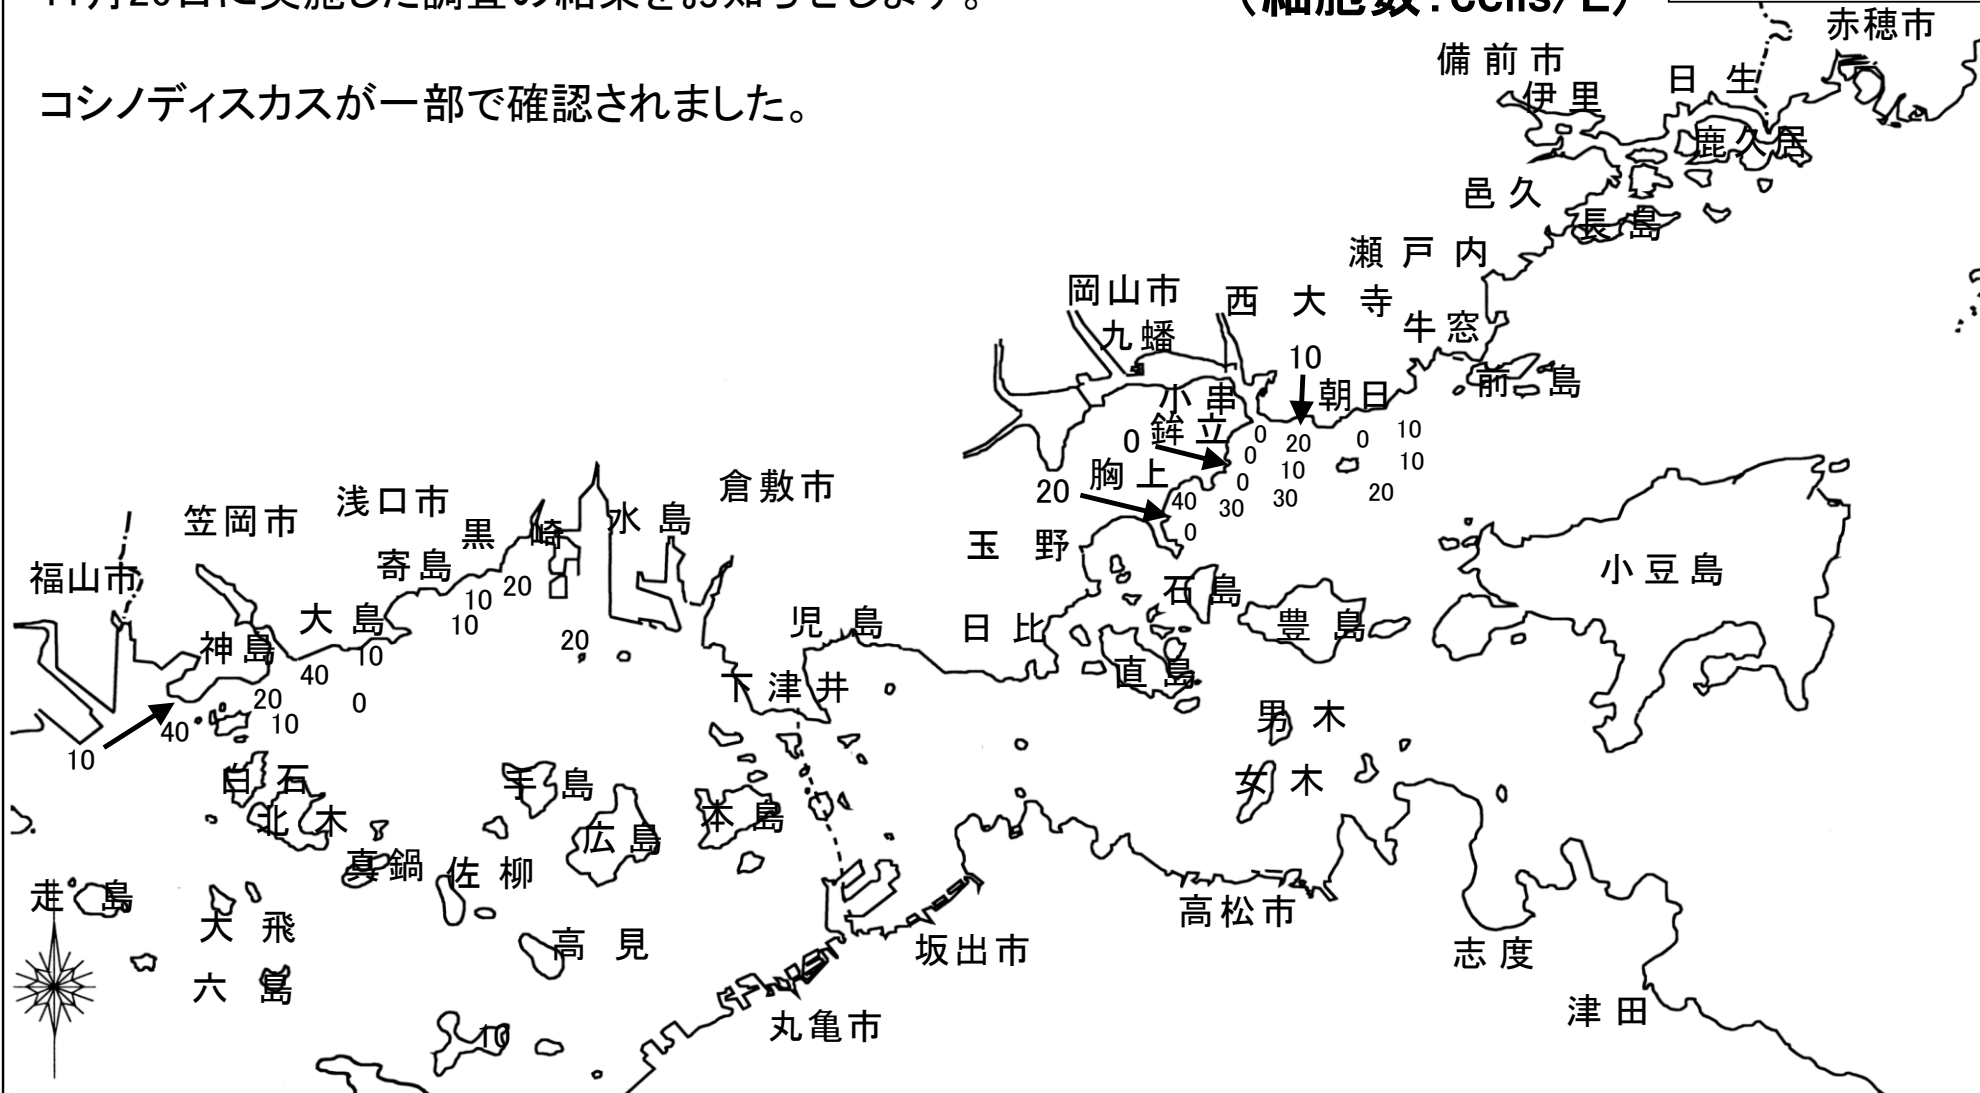 コシノディスカスが一部で確認されました。
赤穂市
備前市
日生
伊里
鹿久居
邑久
長島
瀬戸内
岡山市
西大寺
九蟠
牛窓
10
前島
小串
朝日
0
鉾立
0
20
0
10
0
10
10
胸上
20
0
40
30
30
20
0
倉敷市
浅口市
笠岡市
黒崎
水島
玉野
寄島
福山市
20
10
10
石島
小豆島
大島
児島
日比
豊島
20
神島
10
40
直島
下津井
20
0
10
40
男木
10
白石
手島
女木
北木
本島
広島
真鍋
佐柳
走島
大飛
高松市
高見
坂出市
志度
六島
津田
丸亀市
10